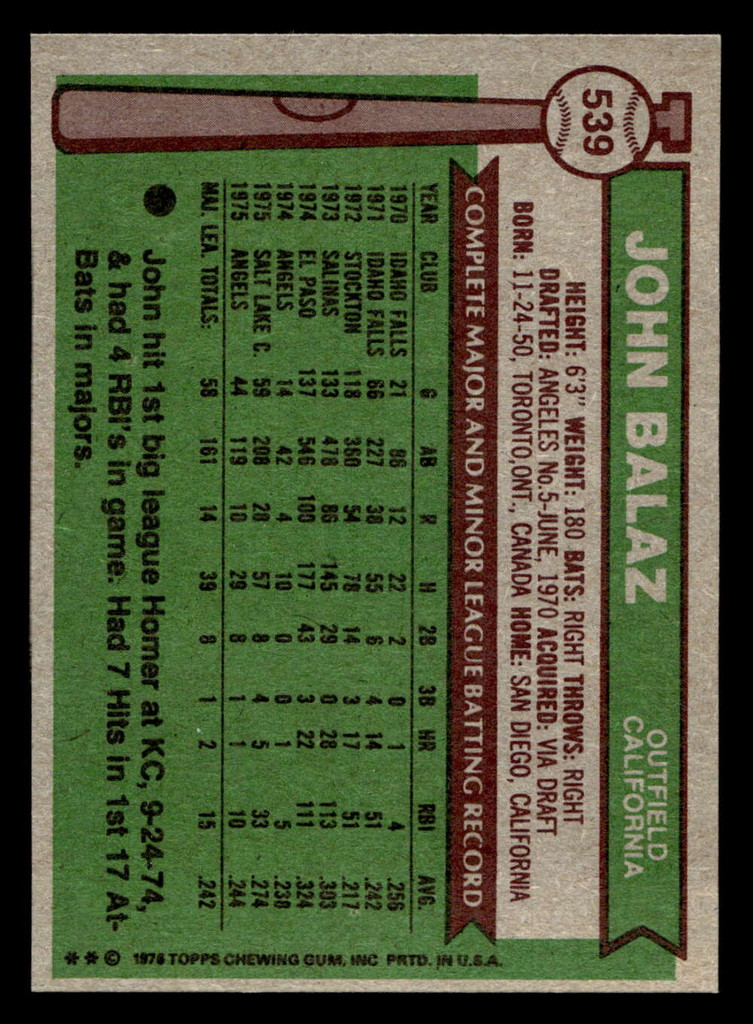 539
JOHN BALAZ
OUTFIELD
CALIFORNIA
HEIGHT: 6'3" WEIGHT: 180 BATS: RIGHT THROWS: RIGHT
DRAFTED: ANGELES No.5-JUNE, 1970 ACQUIRED: VIA DRAFT
BORN: 11-24-50, TORONTO,ONT., CANADA HOME: SAN DIEGO, CALIFORNIA
COMPLETE MAJOR AND MINOR LEAGUE BATTING RECORD
YEAR CLUB G AB R H 2B 3B HR RBI AVG.
1970 IDAHO FALLS 21 86 12 22 2 0 1 4 .256
1971 IDAHO FALLS 66 227 38 55 6 4 14 51 .242
1972 STOCKTON 118 360 54 78 14 3 17 51 .217
1973 SALINAS 133 478 86 145 29 0 28 113 .303
1974 EL PASO 137 546 100 177 43 3 22 111 .324
1974 ANGELS 14 42 4 10 0 0 1 5 .238
1975 SALT LAKE C. 59 208 28 57 8 4 5 33 .274
1975 ANGELS 44 119 10 29 8 1 1 10 .244
MAJ. LEA. TOTALS: 58 161 14 39 8 1 2 15 .242
John hit 1st big league Homer at KC, 9-24-74,
& had 4 RBI's in game. Had 7 Hits in 1st 17 At-
Bats in majors.
**© 1976 TOPPS CHEWING GUM, INC PRTD. IN U.S.A.